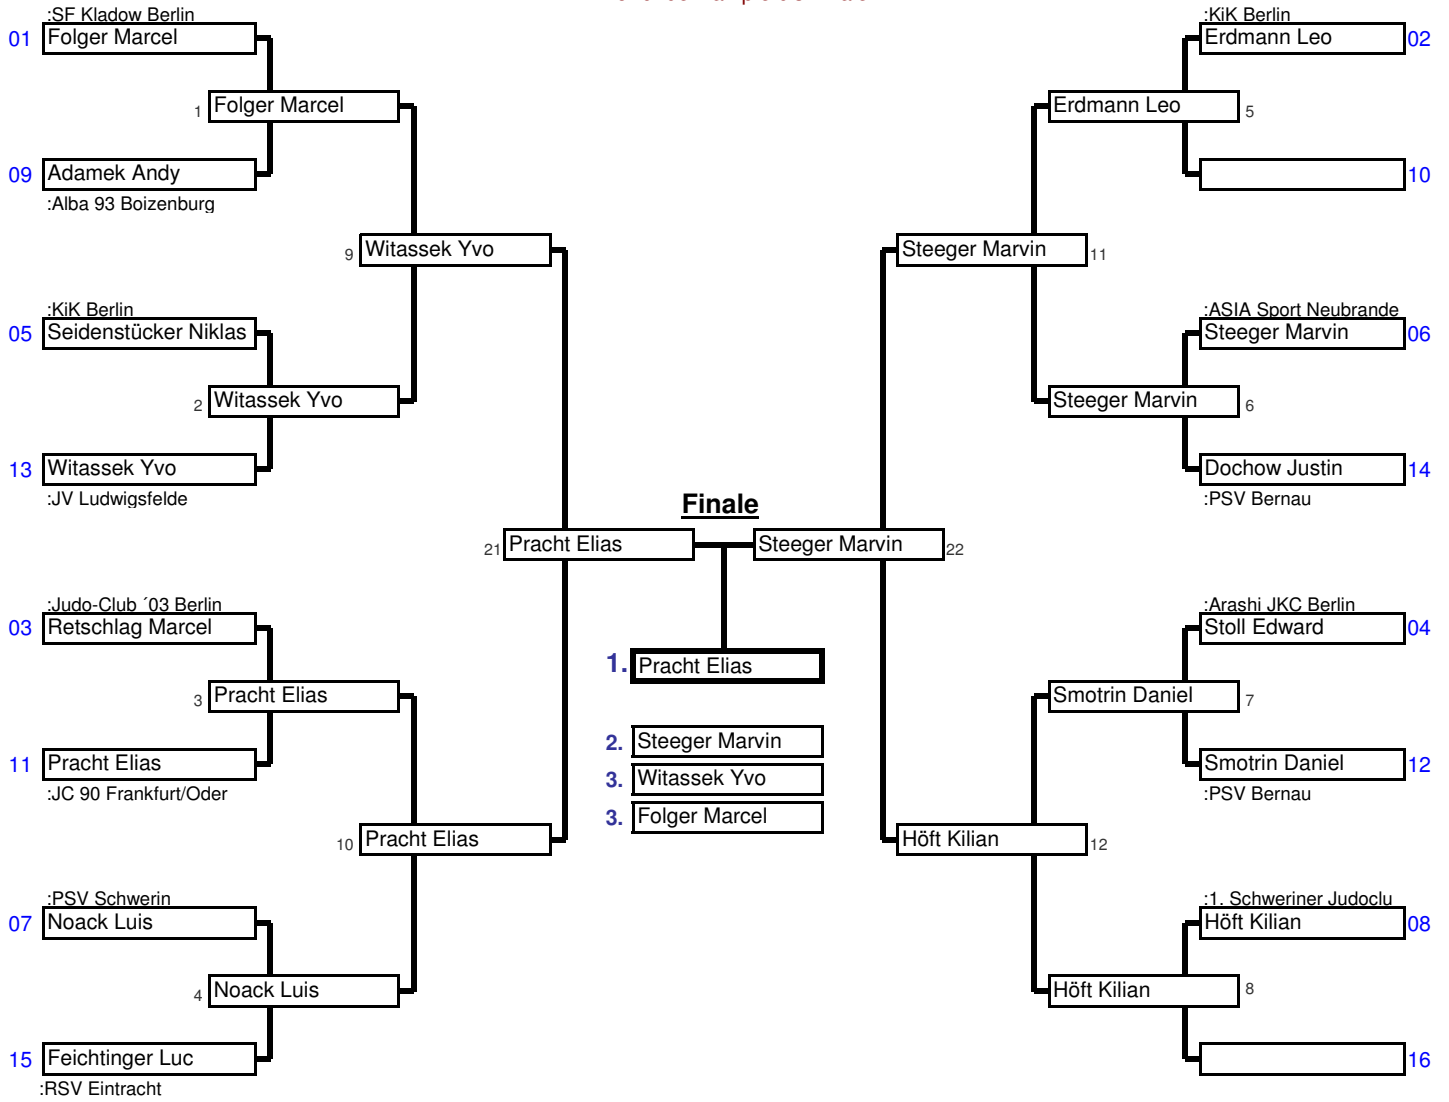 :SF Kladow Berlin
01 Folger Marcel
1 Folger Marcel
09 Adamek Andy
:Alba 93 Boizenburg
9 Witassek Yvo
:KiK Berlin
05 Seidenstücker Niklas
2 Witassek Yvo
13 Witassek Yvo
:JV Ludwigsfelde
21 Pracht Elias
:Judo-Club ´03 Berlin
03 Retschlag Marcel
3 Pracht Elias
11 Pracht Elias
:JC 90 Frankfurt/Oder
10 Pracht Elias
:PSV Schwerin
07 Noack Luis
4 Noack Luis
15 Feichtinger Luc
:RSV Eintracht
Finale
1. Pracht Elias
2. Steeger Marvin
3. Witassek Yvo
3. Folger Marcel
:KiK Berlin
Erdmann Leo 02
Erdmann Leo 5
10
Steeger Marvin 11
:ASIA Sport Neubrande
Steeger Marvin 06
Steeger Marvin 6
Dochow Justin 14
:PSV Bernau
Steeger Marvin 22
:Arashi JKC Berlin
Stoll Edward 04
Smotrin Daniel 7
Smotrin Daniel 12
:PSV Bernau
Höft Kilian 12
:1. Schweriner Judoclu
Höft Kilian 08
Höft Kilian 8
16